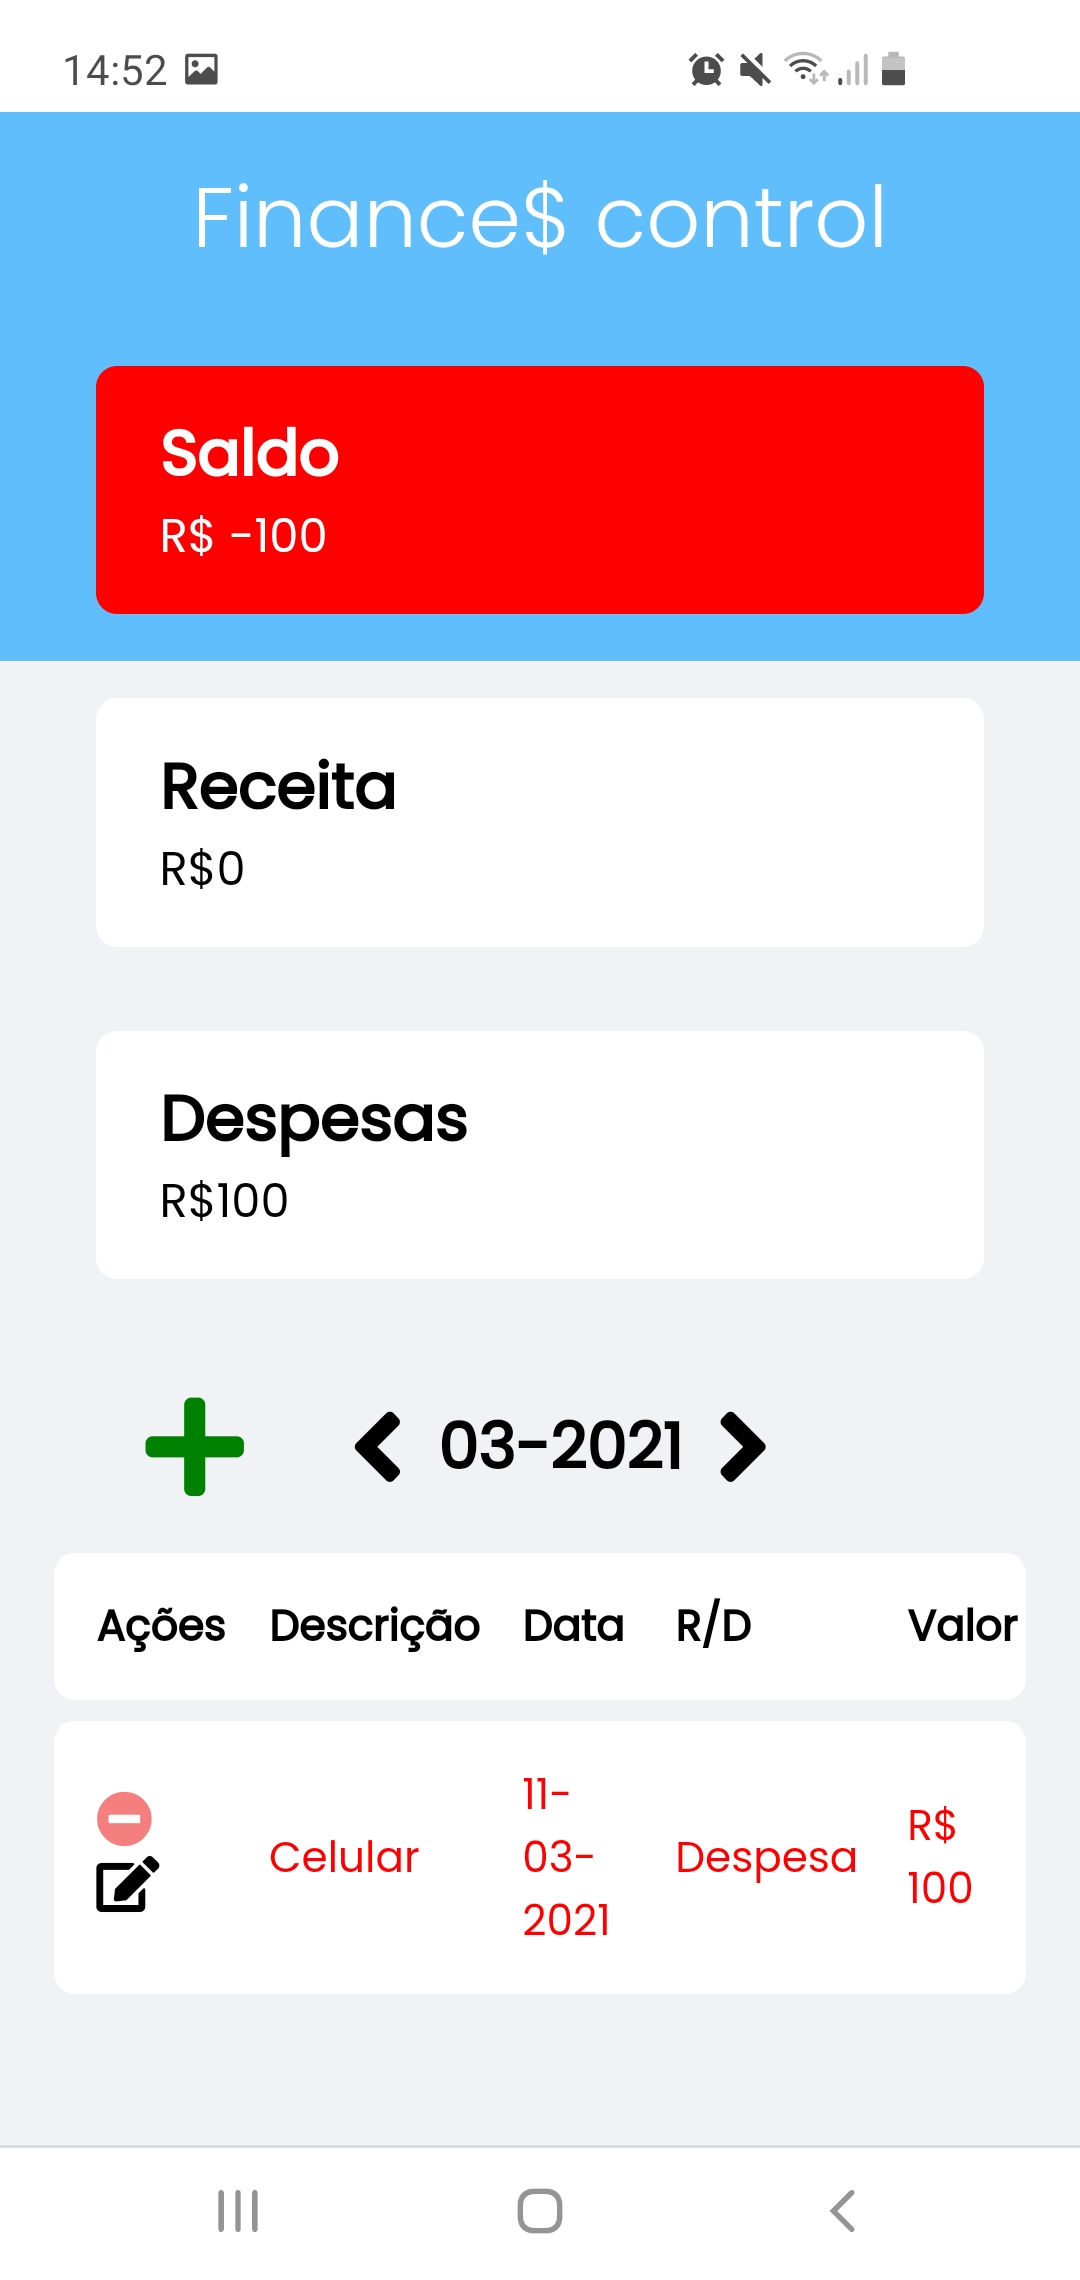 14:52
Finance$ control
Saldo
R$ -100
Receita
R$0
Despesas
R$100
03-2021
Ações Descrição Data R/D Valor
Celular 11-03-2021 Despesa R$ 100